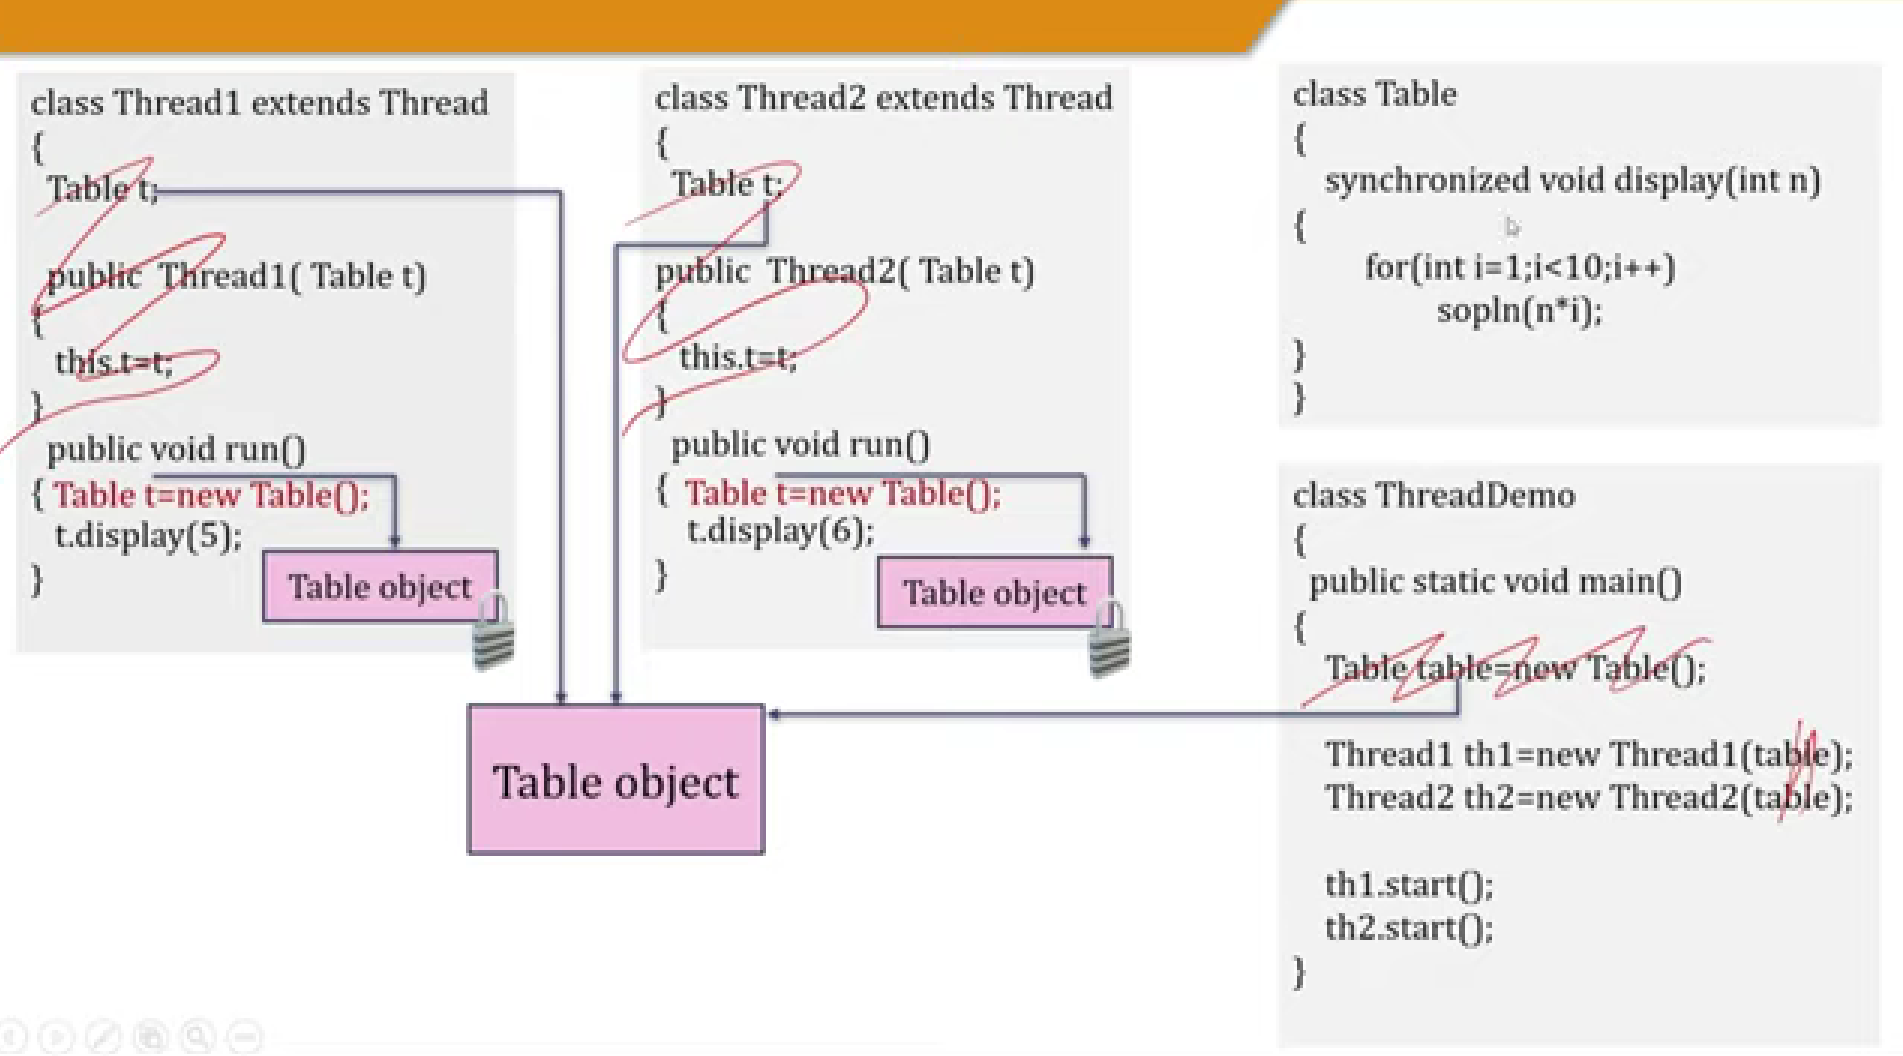 class Thread1 extends Thread
{
Table t;
public Thread1( Table t)
{
this.t=t;
}
public void run()
{ Table t=new Table();
t.display(5);
}
Table object
class Thread2 extends Thread
{
Table t;
public Thread2( Table t)
{
this.t=t;
}
public void run()
{ Table t=new Table();
t.display(6);
}
Table object
Table object
class Table
{
synchronized void display(int n)
{
for(int i=1;i<10;i++)
sopln(n*i);
}
}
class ThreadDemo
{
public static void main()
{
Table table=new Table();
Thread1 th1=new Thread1(table);
Thread2 th2=new Thread2(table);
th1.start();
th2.start();
}